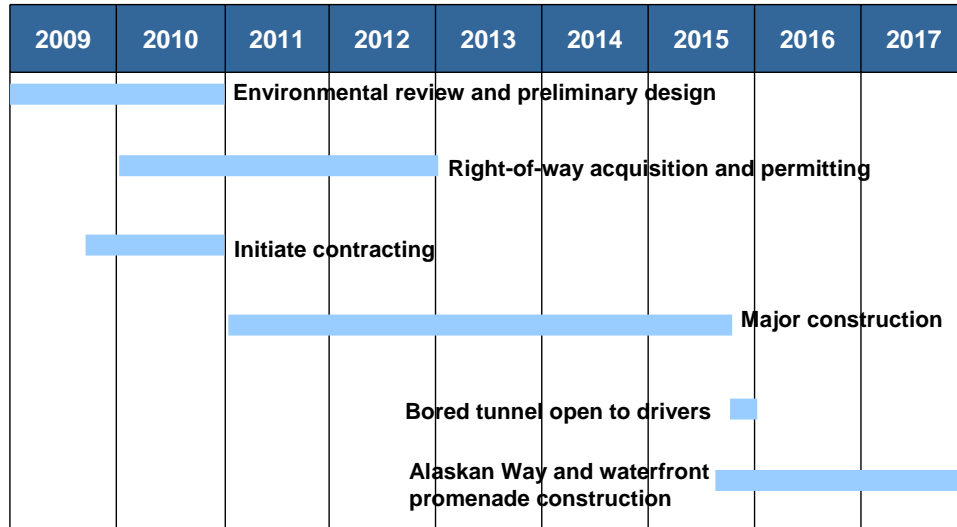 2009 2010 2011 2012 2013 2014 2015 2016 2017
Environmental review and preliminary design
Right-of-way acquisition and permitting
Initiate contracting
Major construction
Bored tunnel open to drivers
Alaskan Way and waterfront
promenade construction